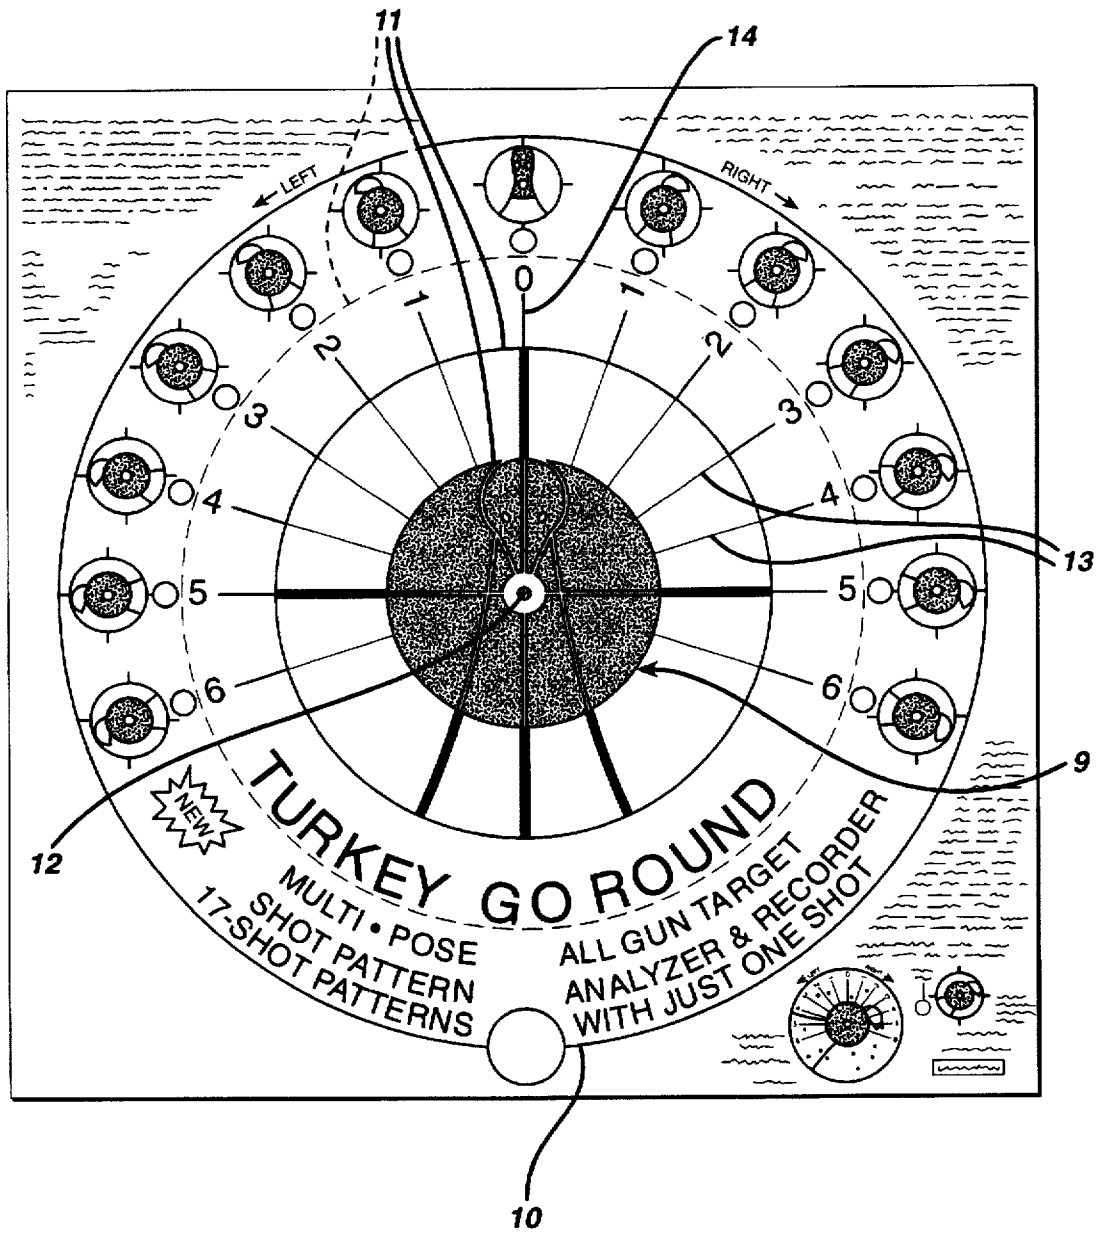 11
14
LEFT
RIGHT
0
1
1
2
2
3
3
4
4
13
5
5
6
6
9
12
NEW
TURKEY GO ROUND
MULTI • POSE
SHOT PATTERN
17-SHOT PATTERNS
ALL GUN TARGET
ANALYZER & RECORDER
WITH JUST ONE SHOT
LEFT
RIGHT
10